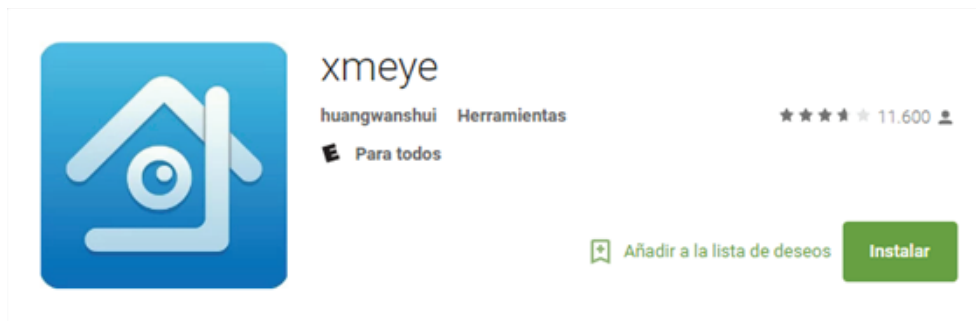 xmeye
huangwanshui Herramientas 11.600
E Para todos
Añadir a la lista de deseos Instalar